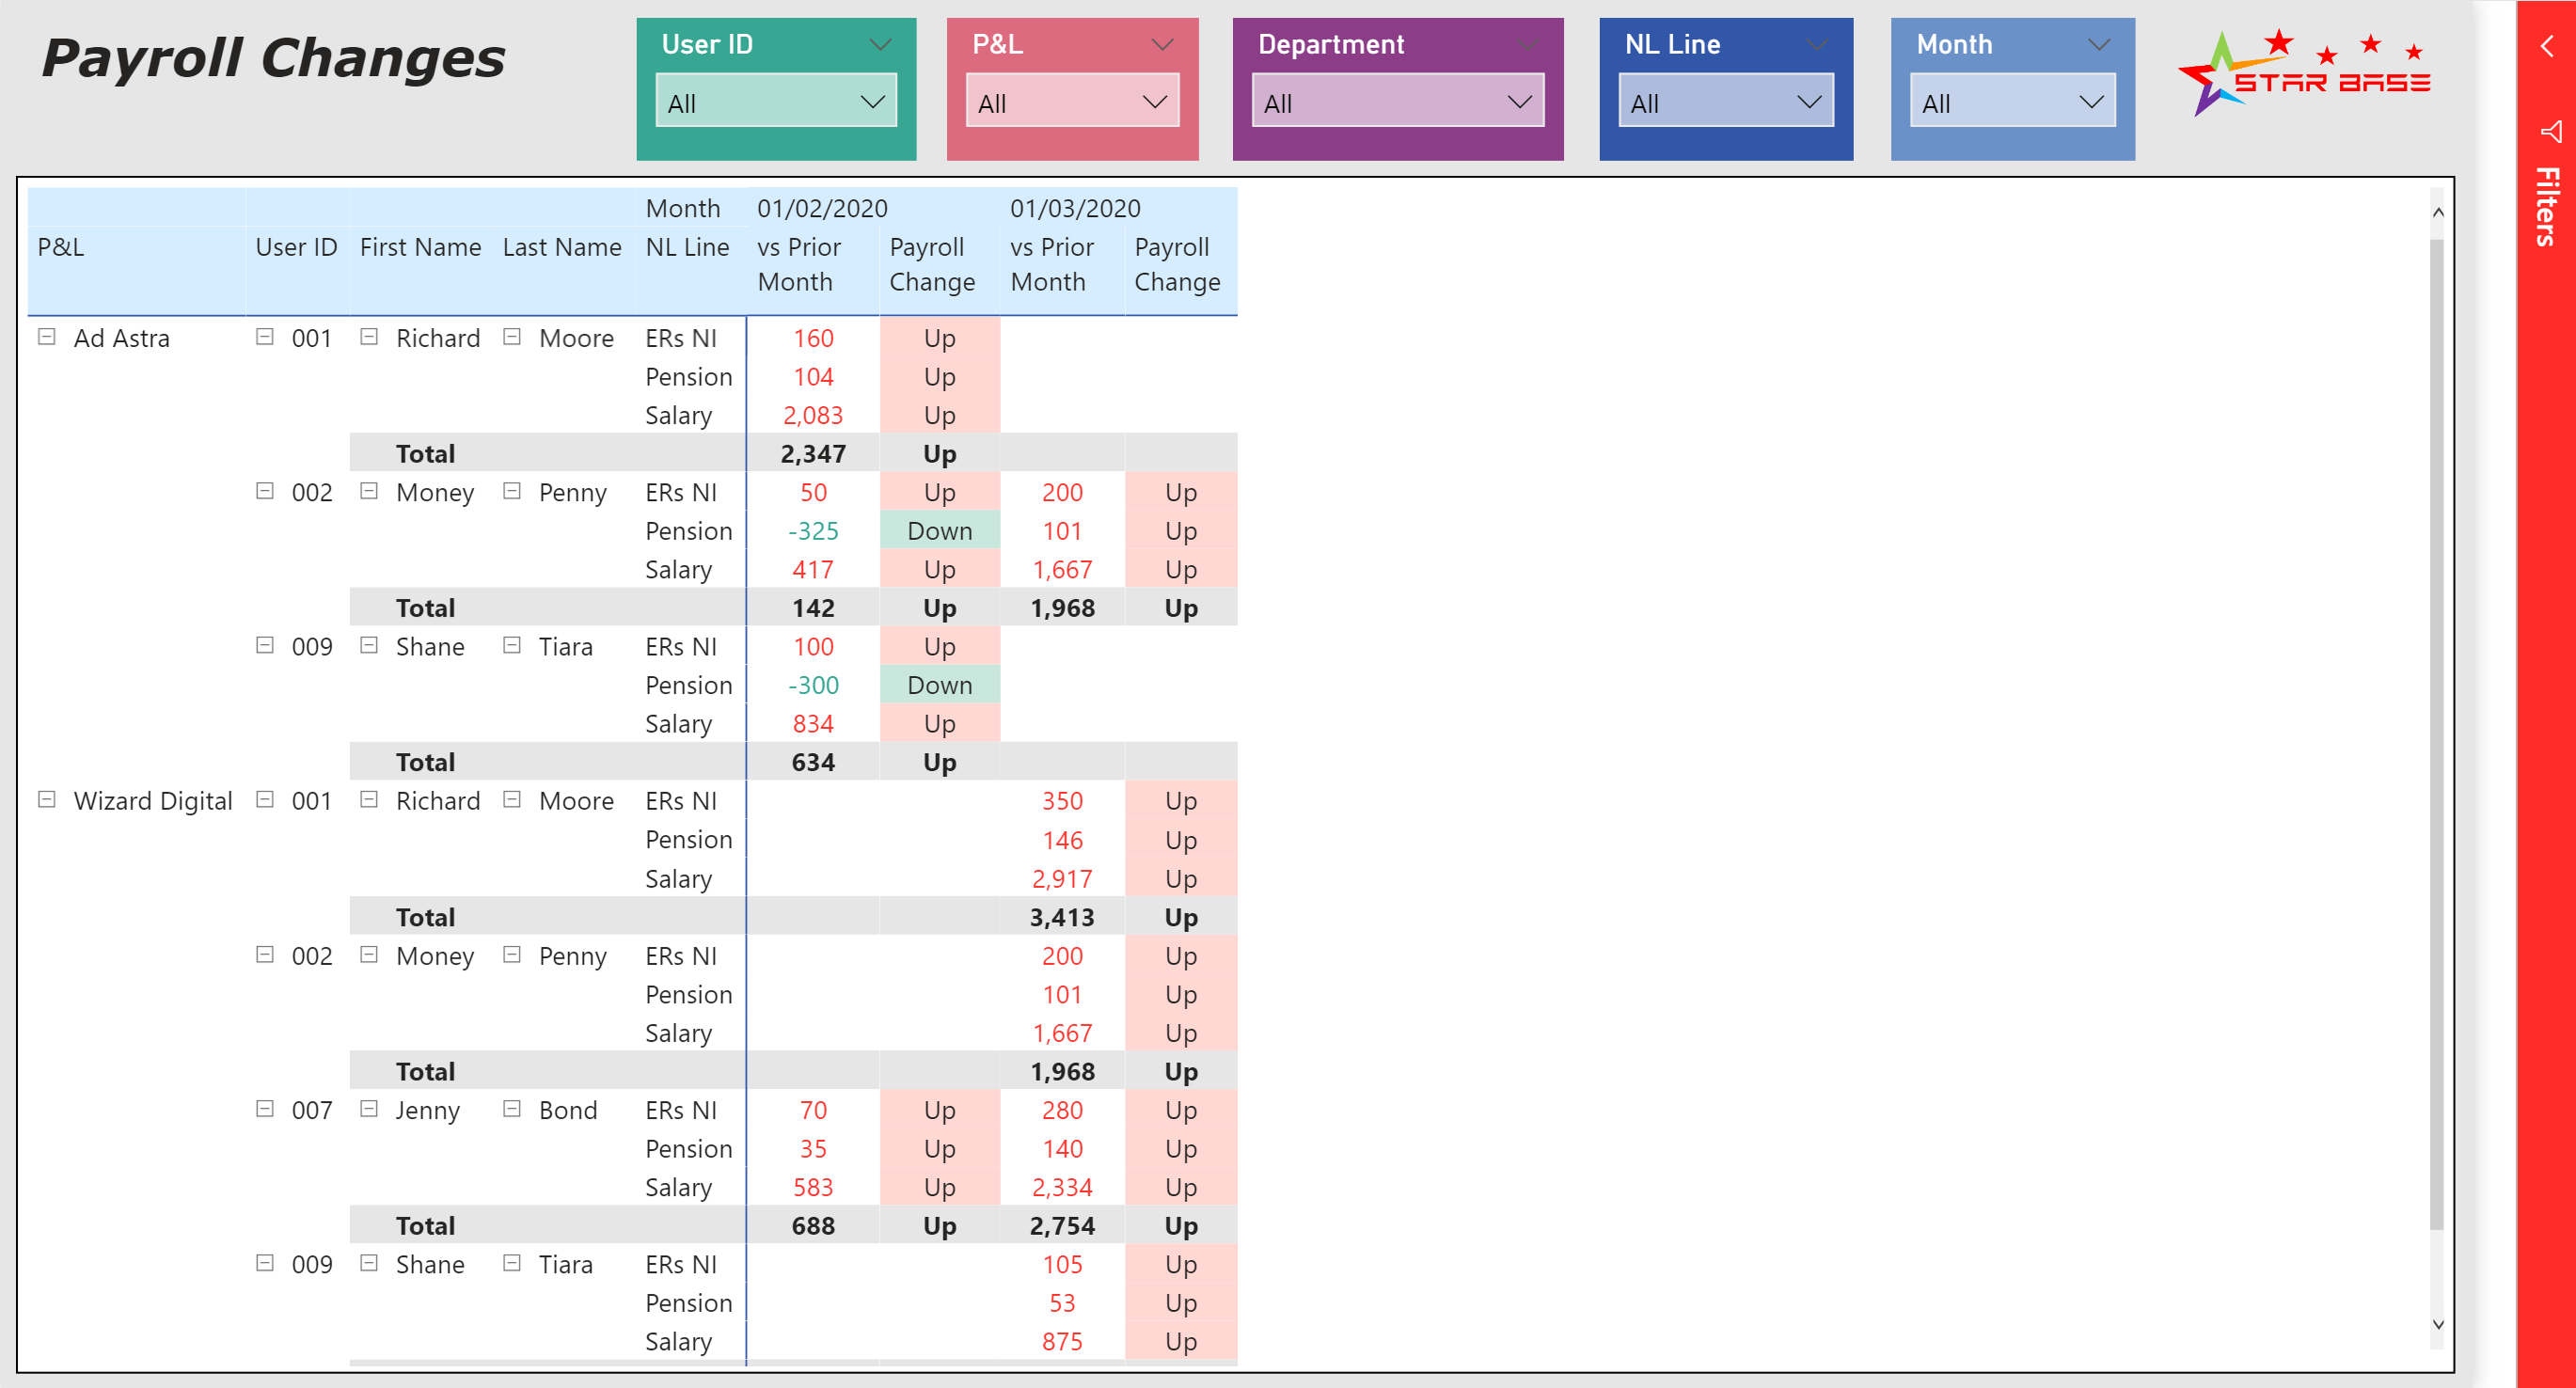 Payroll Changes
User ID
All
P&L
All
Department
All
NL Line
All
Month
All
STAR BASE
Filters
Month 01/02/2020 01/03/2020
P&L User ID First Name Last Name NL Line vs Prior Month Payroll Change vs Prior Month Payroll Change
Ad Astra 001 Richard Moore ERs NI 160 Up
Pension 104 Up
Salary 2,083 Up
Total 2,347 Up
002 Money Penny ERs NI 50 Up 200 Up
Pension -325 Down 101 Up
Salary 417 Up 1,667 Up
Total 142 Up 1,968 Up
009 Shane Tiara ERs NI 100 Up
Pension -300 Down
Salary 834 Up
Total 634 Up
Wizard Digital 001 Richard Moore ERs NI 350 Up
Pension 146 Up
Salary 2,917 Up
Total 3,413 Up
002 Money Penny ERs NI 200 Up
Pension 101 Up
Salary 1,667 Up
Total 1,968 Up
007 Jenny Bond ERs NI 70 Up 280 Up
Pension 35 Up 140 Up
Salary 583 Up 2,334 Up
Total 688 Up 2,754 Up
009 Shane Tiara ERs NI 105 Up
Pension 53 Up
Salary 875 Up